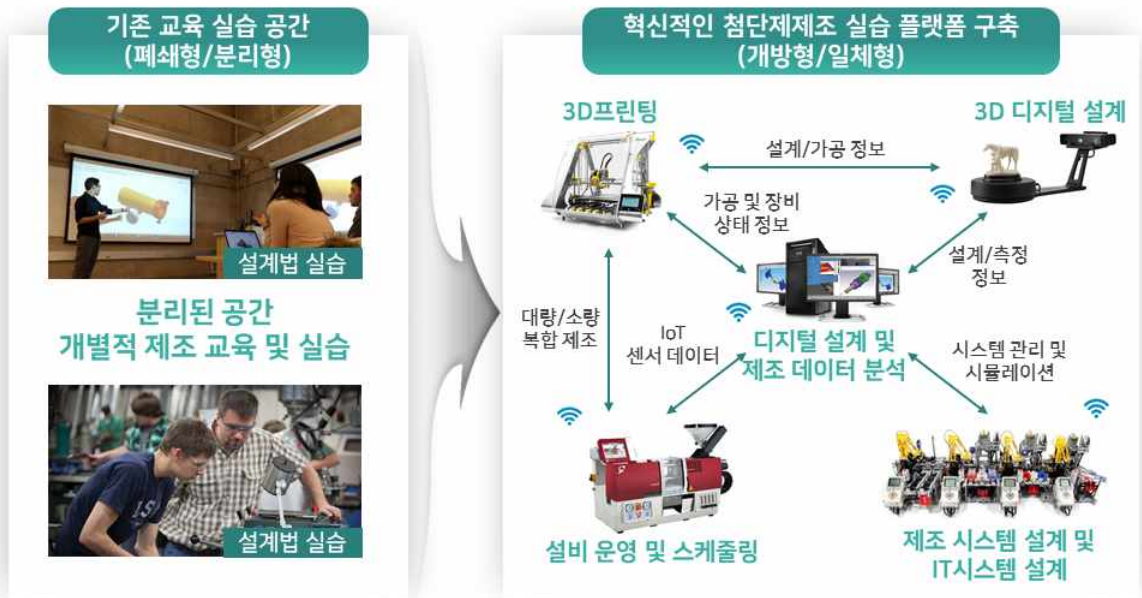 기존 교육 실습 공간
(폐쇄형/분리형)
설계법 실습
분리된 공간
개별적 제조 교육 및 실습
설계법 실습
혁신적인 첨단제제조 실습 플랫폼 구축
(개방형/일체형)
3D프린팅
3D 디지털 설계
설계/가공 정보
가공 및 장비
상태 정보
설계/측정
정보
대량/소량
복합 제조
IoT
센서 데이터
디지털 설계 및
제조 데이터 분석
시스템 관리 및
시뮬레이션
설비 운영 및 스케줄링
제조 시스템 설계 및
IT시스템 설계